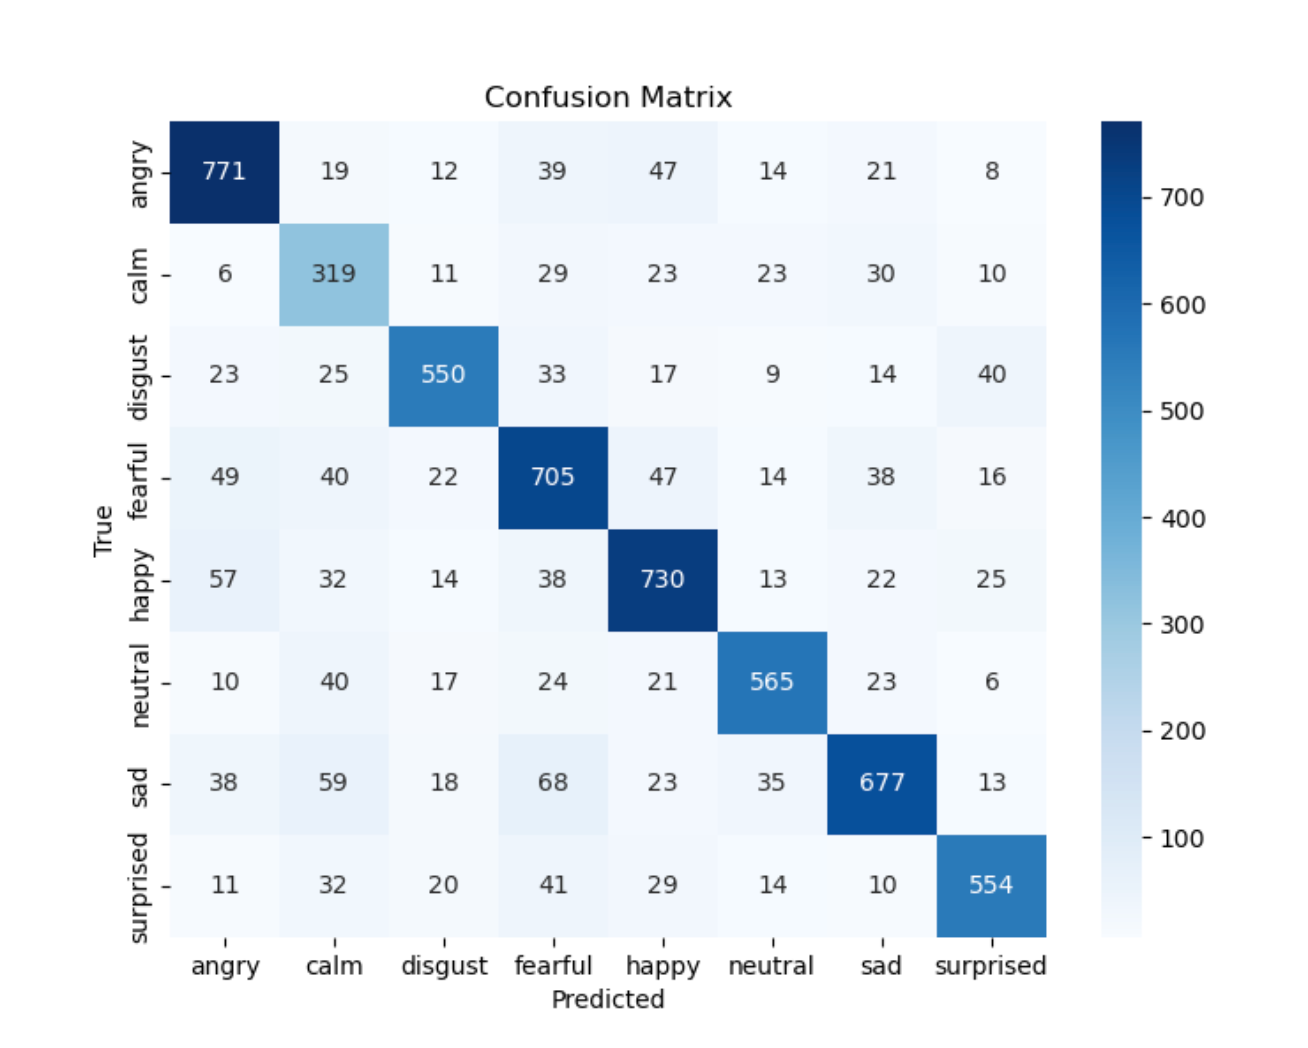 Confusion Matrix
angry 771 19 12 39 47 14 21 8
calm 6 319 11 29 23 23 30 10
disgust 23 25 550 33 17 9 14 40
fearful 49 40 22 705 47 14 38 16
happy 57 32 14 38 730 13 22 25
neutral 10 40 17 24 21 565 23 6
sad 38 59 18 68 23 35 677 13
surprised 11 32 20 41 29 14 10 554
True
angry calm disgust fearful happy neutral sad surprised
Predicted
700
600
500
400
300
200
100